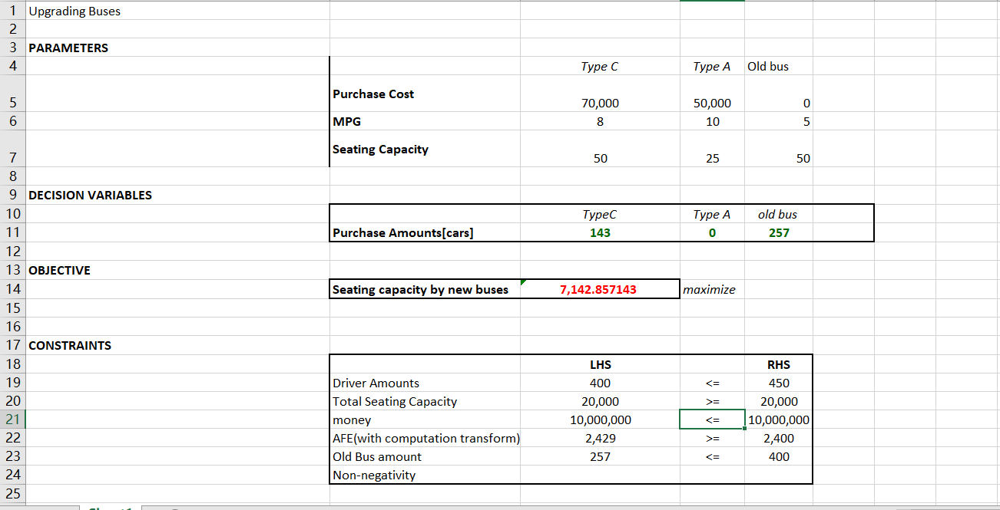 1 Upgrading Buses
2
3 PARAMETERS
4 Type C Type A Old bus
5 Purchase Cost 70,000 50,000 0
6 MPG 8 10 5
7 Seating Capacity 50 25 50
8
9 DECISION VARIABLES
10 TypeC Type A old bus
11 Purchase Amounts[cars] 143 0 257
12
13 OBJECTIVE
14 Seating capacity by new buses 7,142.857143 maximize
15
16
17 CONSTRAINTS
18 LHS RHS
19 Driver Amounts 400 <= 450
20 Total Seating Capacity 20,000 >= 20,000
21 money 10,000,000 <= 10,000,000
22 AFE(with computation transform) 2,429 >= 2,400
23 Old Bus amount 257 <= 400
24 Non-negativity
25